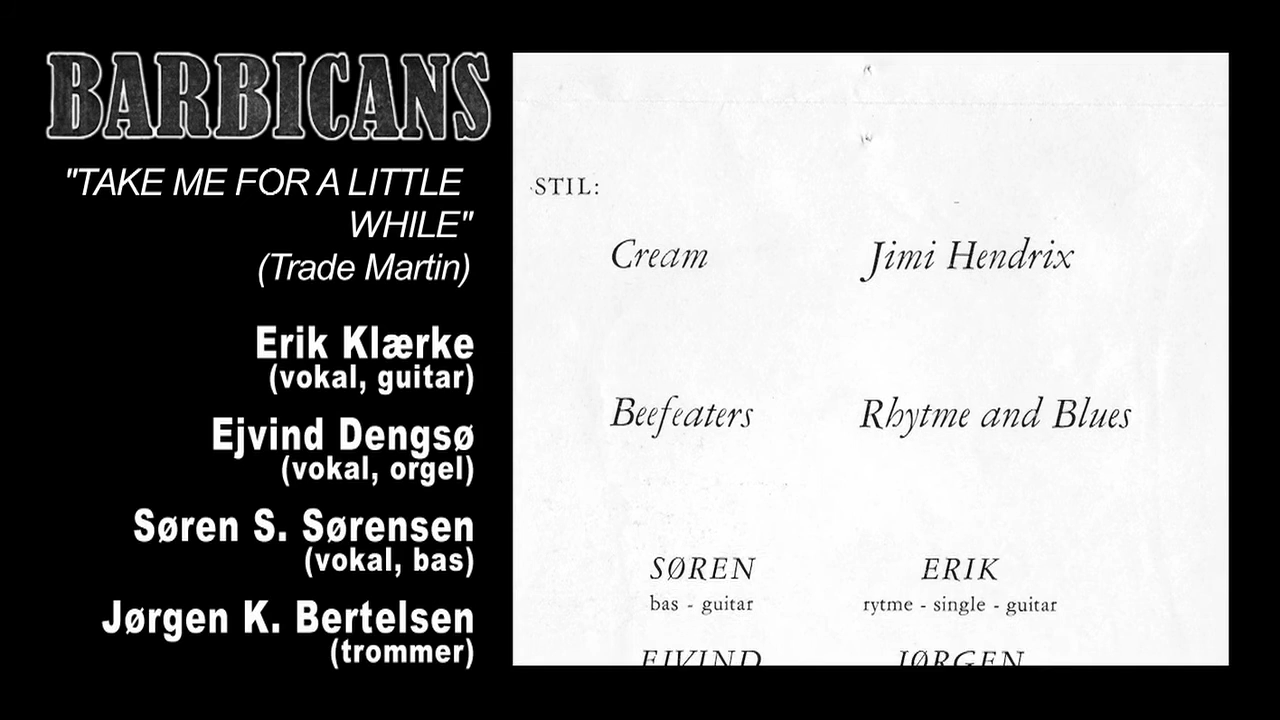 BARBICANS
"TAKE ME FOR A LITTLE
WHILE"
(Trade Martin)
Erik Klærke
(vokal, guitar)
Ejvind Dengsø
(vokal, orgel)
Søren S. Sørensen
(vokal, bas)
Jørgen K. Bertelsen
(trommer)
STIL:
Cream Jimi Hendrix
Beefeaters Rhytme and Blues
SØREN ERIK
bas - guitar rytme - single - guitar
EJVIND JØRGEN